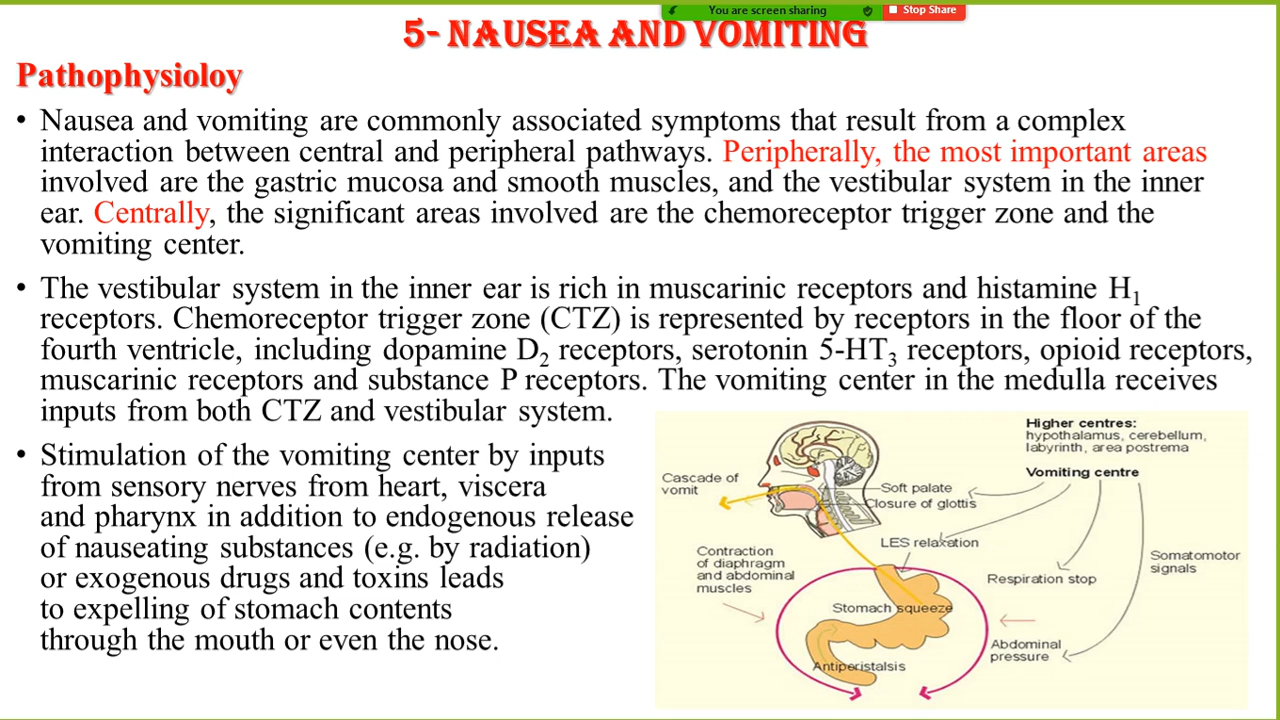 You are screen sharing
Stop Share
5- NAUSEA AND VOMITING
Pathophysioloy
• Nausea and vomiting are commonly associated symptoms that result from a complex
interaction between central and peripheral pathways. Peripherally, the most important areas
involved are the gastric mucosa and smooth muscles, and the vestibular system in the inner
ear. Centrally, the significant areas involved are the chemoreceptor trigger zone and the
vomiting center.
• The vestibular system in the inner ear is rich in muscarinic receptors and histamine H₁
receptors. Chemoreceptor trigger zone (CTZ) is represented by receptors in the floor of the
fourth ventricle, including dopamine D₂ receptors, serotonin 5-HT₃ receptors, opioid receptors,
muscarinic receptors and substance P receptors. The vomiting center in the medulla receives
inputs from both CTZ and vestibular system.
• Stimulation of the vomiting center by inputs
from sensory nerves from heart, viscera
and pharynx in addition to endogenous release
of nauseating substances (e.g. by radiation)
or exogenous drugs and toxins leads
to expelling of stomach contents
through the mouth or even the nose.
Higher centres:
hypothalamus, cerebellum,
labyrinth, area postrema
Vomiting centre
Cascade of
vomit
Soft palate
Closure of glottis
LES relaxation
Contraction
of diaphragm
and abdominal
muscles
Respiration stop
Somatomotor
signals
Stomach squeeze
Abdominal
pressure
Antiperistalsis